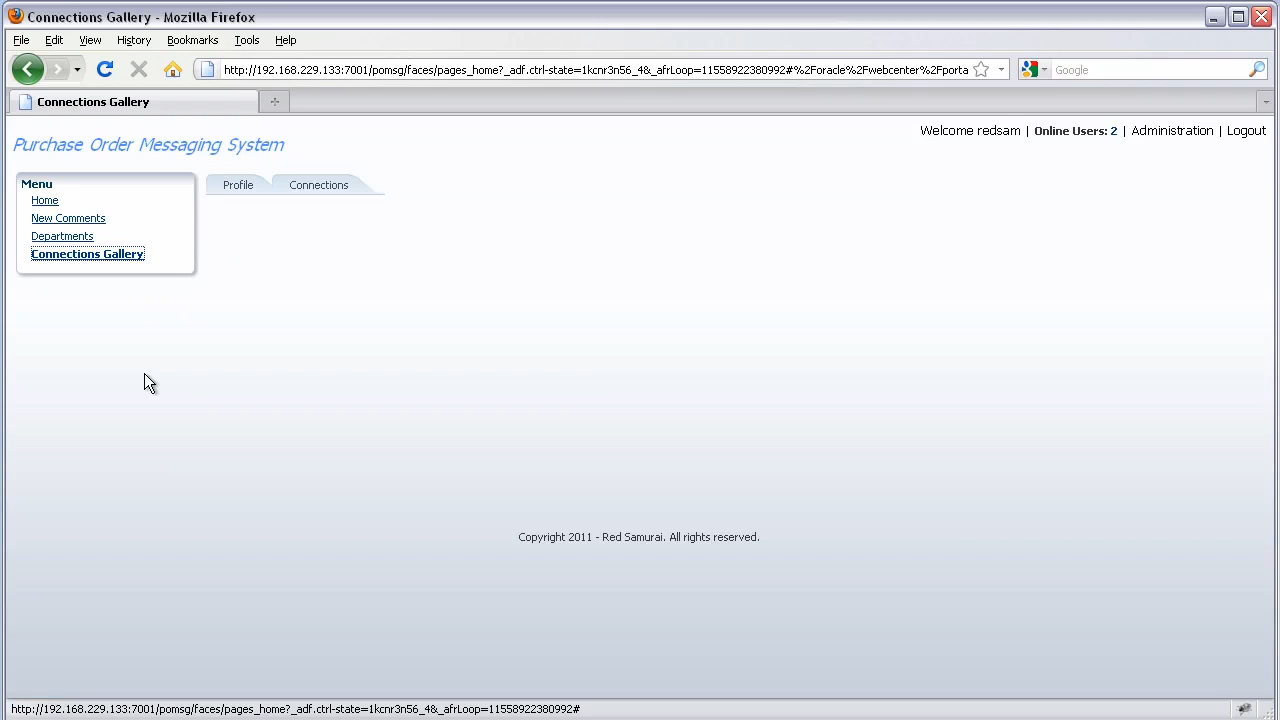 Connections Gallery - Mozilla Firefox
File Edit View History Bookmarks Tools Help
http://192.168.229.133:7001/pomsg/faces/pages_home?_adf.ctrl-state=1kcnr3n56_4&_afrLoop=11558922380992#%2Foracle%2Fwebcenter%2Fporta
Google
Connections Gallery
Welcome redsam | Online Users: 2 | Administration | Logout
Purchase Order Messaging System
Menu
Home
New Comments
Departments
Connections Gallery
Profile Connections
Copyright 2011 - Red Samurai. All rights reserved.
http://192.168.229.133:7001/pomsg/faces/pages_home?_adf.ctrl-state=1kcnr3n56_4&_afrLoop=11558922380992#